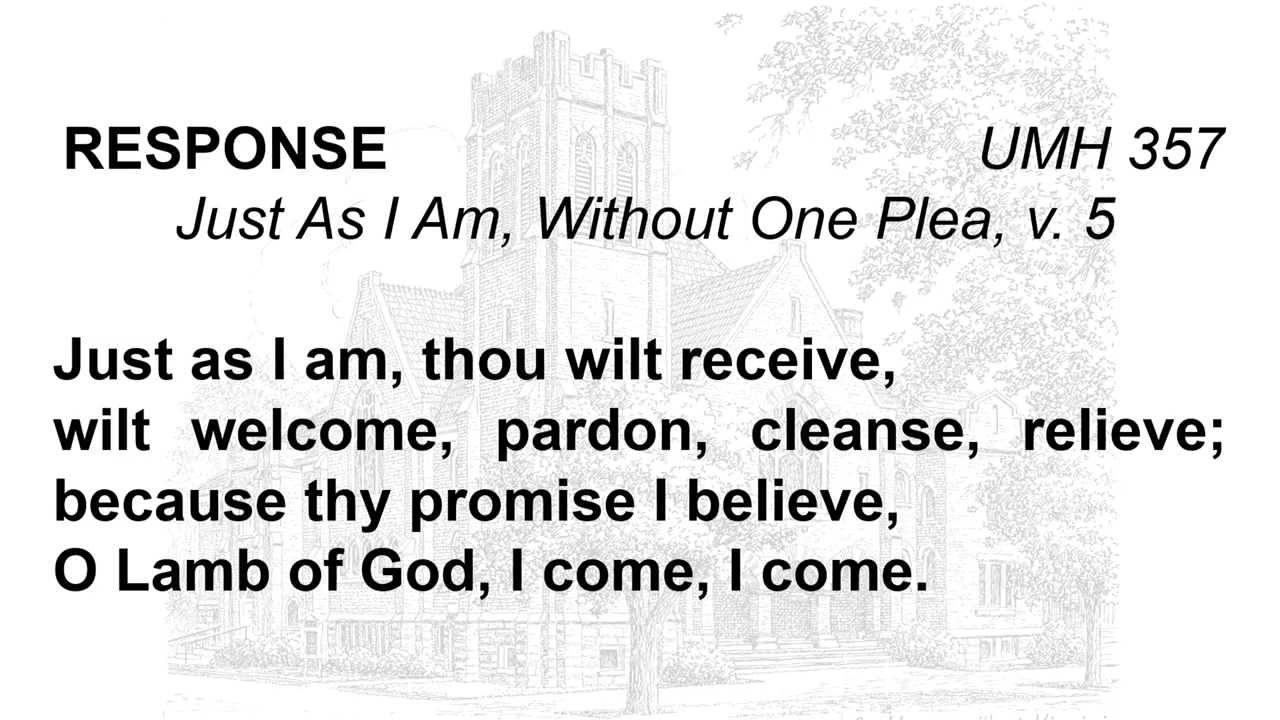 RESPONSE UMH 357
Just As I Am, Without One Plea, v. 5
Just as I am, thou wilt receive,
wilt welcome, pardon, cleanse, relieve;
because thy promise I believe,
O Lamb of God, I come, I come.